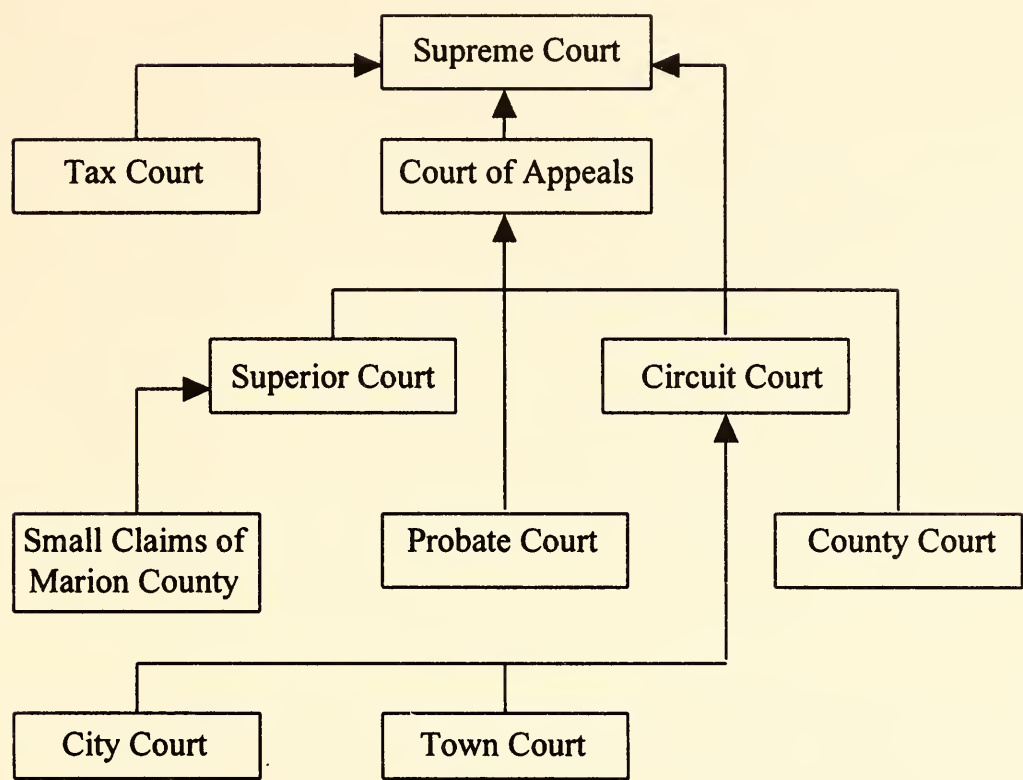 Supreme Court
Tax Court
Court of Appeals
Superior Court
Circuit Court
Small Claims of
Marion County
Probate Court
County Court
City Court
Town Court